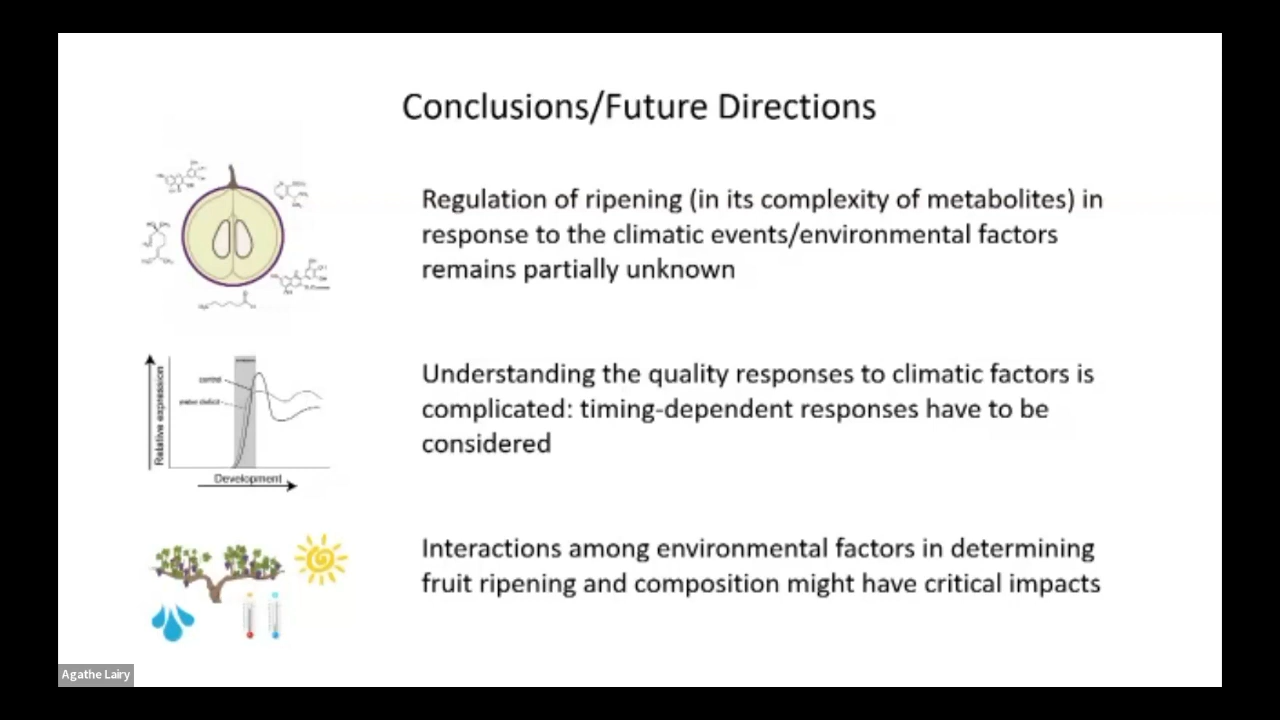 Conclusions/Future Directions
Regulation of ripening (in its complexity of metabolites) in
response to the climatic events/environmental factors
remains partially unknown
Relative expression
control
water deficit
Development
Understanding the quality responses to climatic factors is
complicated: timing-dependent responses have to be
considered
Interactions among environmental factors in determining
fruit ripening and composition might have critical impacts
Agathe Lairy